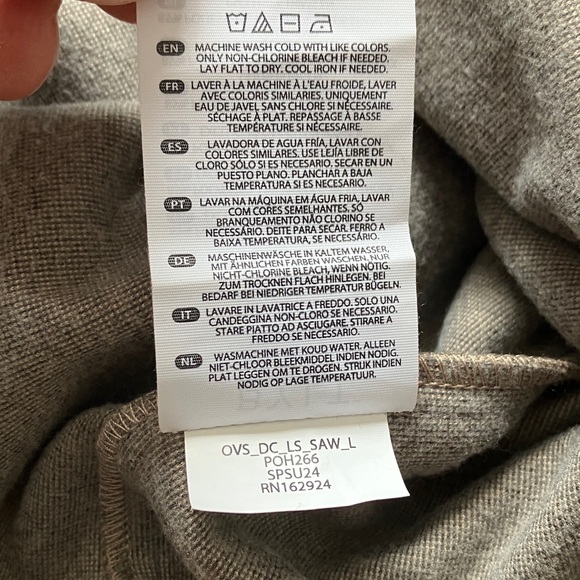 EN MACHINE WASH COLD WITH LIKE COLORS.
ONLY NON-CHLORINE BLEACH IF NEEDED.
LAY FLAT TO DRY. COOL IRON IF NEEDED.
FR LAVER À LA MACHINE À L'EAU FROIDE, LAVER
AVEC COLORIS SIMILAIRES. UNIQUEMENT
EAU DE JAVEL SANS CHLORE SI NÉCESSAIRE.
SÉCHAGE À PLAT. REPASSAGE À BASSE
TEMPÉRATURE SI NÉCESSAIRE.
ES LAVADORA DE AGUA FRÍA, LAVAR CON
COLORES SIMILARES. USE LEJÍA LIBRE DE
CLORO SÓLO SI ES NECESARIO. SECAR EN UN
PUESTO PLANO. PLANCHAR A BAJA
TEMPERATURA SI ES NECESARIO.
PT LAVAR NA MÁQUINA EM ÁGUA FRIA, LAVAR
COM CORES SEMELHANTES. SÓ
BRANQUEAMENTO NÃO CLORINO SE
NECESSÁRIO. DEITE PARA SECAR. FERRO A
BAIXA TEMPERATURA, SE NECESSÁRIO.
DE MASCHINENWÄSCHE IN KALTEM WASSER,
MIT ÄHNLICHEN FARBEN WASCHEN, NUR
NICHT-CHLORINE BLEACH, WENN NÖTIG.
ZUM TROCKNEN FLACH HINLEGEN. BEI
BEDARF BEI NIEDRIGER TEMPERATUR BÜGELN.
IT LAVARE IN LAVATRICE A FREDDO. SOLO UNA
CANDEGGINA NON-CLORO SE NECESSARIO.
STARE PIATTO AD ASCIUGARE. STIRARE A
FREDDO SE NECESSARIO.
NL WASMACHINE MET KOUD WATER. ALLEEN
NIET-CHLOOR BLEEKMIDDEL INDIEN NODIG.
PLAT LEGGEN OM TE DROGEN. STRIJK INDIEN
NODIG OP LAGE TEMPERATUUR.
OVS_DC_LS_SAW_L
POH266
SPSU24
RN162924